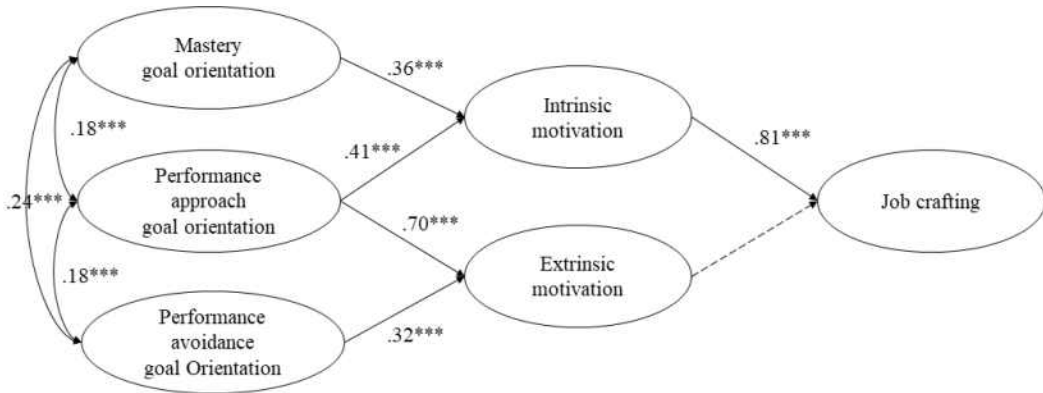 Mastery
goal orientation
.36***
Intrinsic
motivation
.18***
.41***
.81***
Performance
approach
goal orientation
.24***
Job crafting
.70***
.18***
Extrinsic
motivation
Performance
avoidance
goal Orientation
.32***